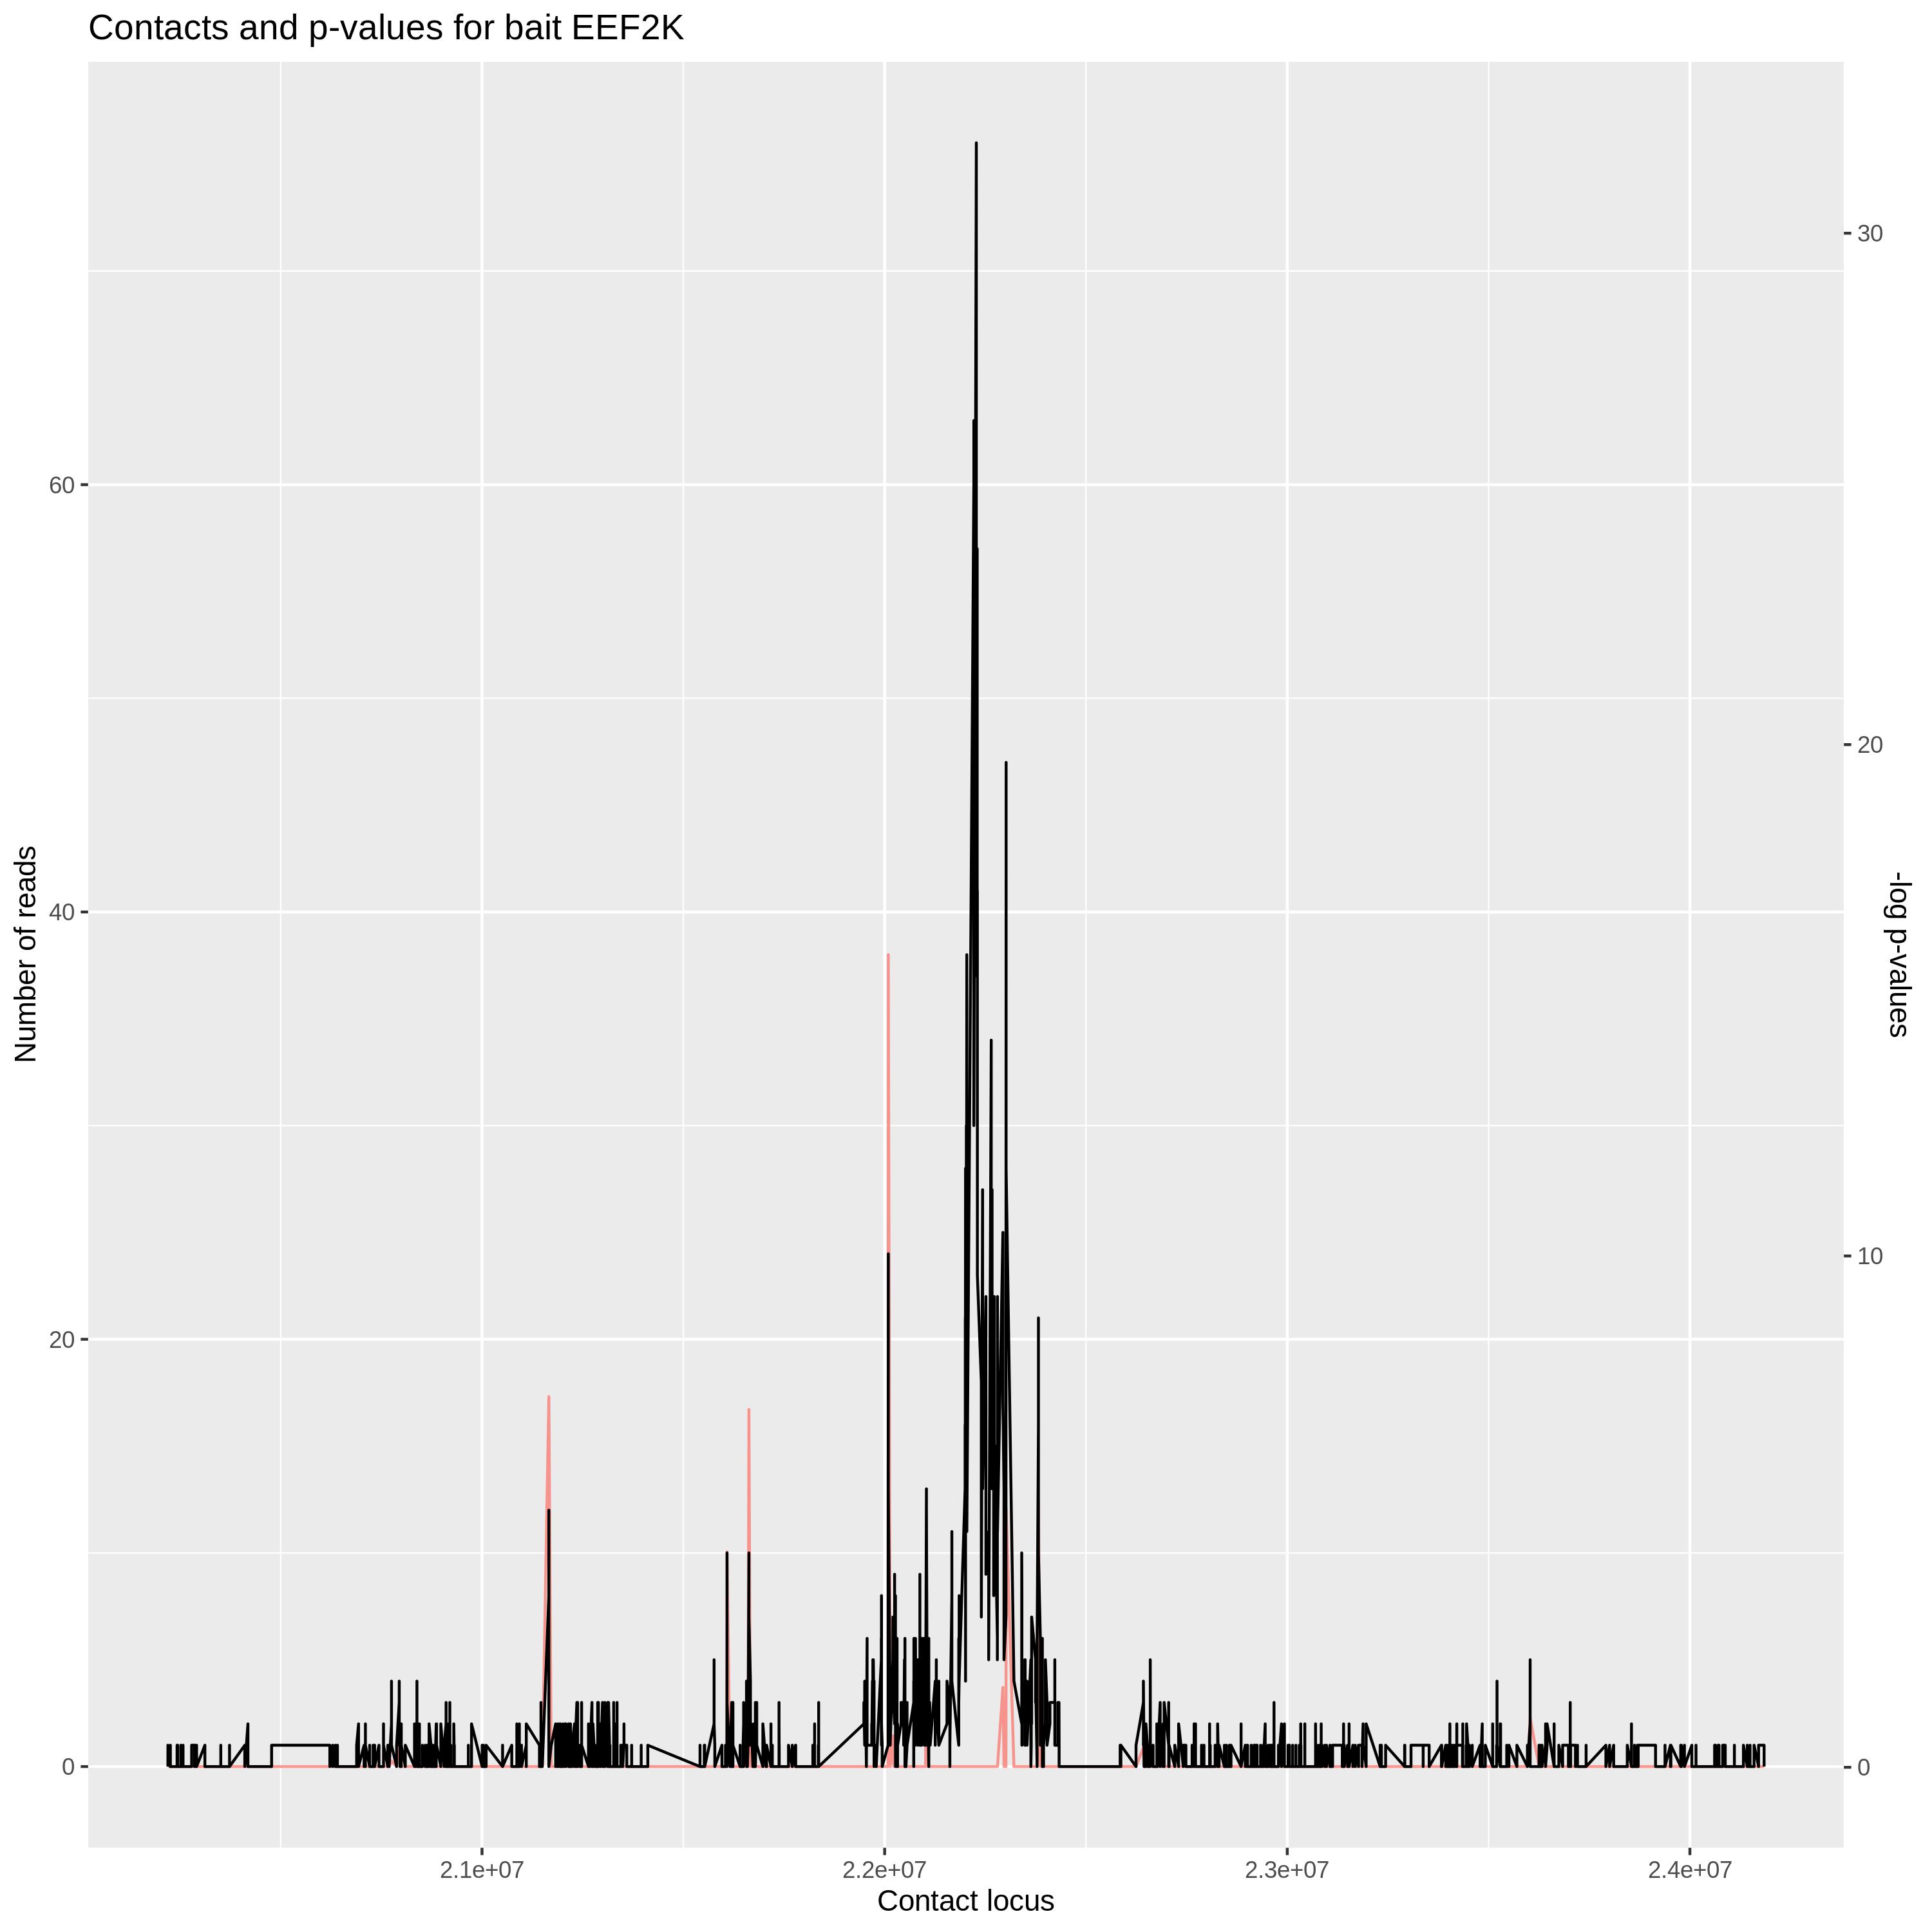 Contacts and p-values for bait EEF2K
Number of reads
60
40
20
0
30
20
10
0
-log p-values
2.1e+07
2.2e+07
2.3e+07
2.4e+07
Contact locus